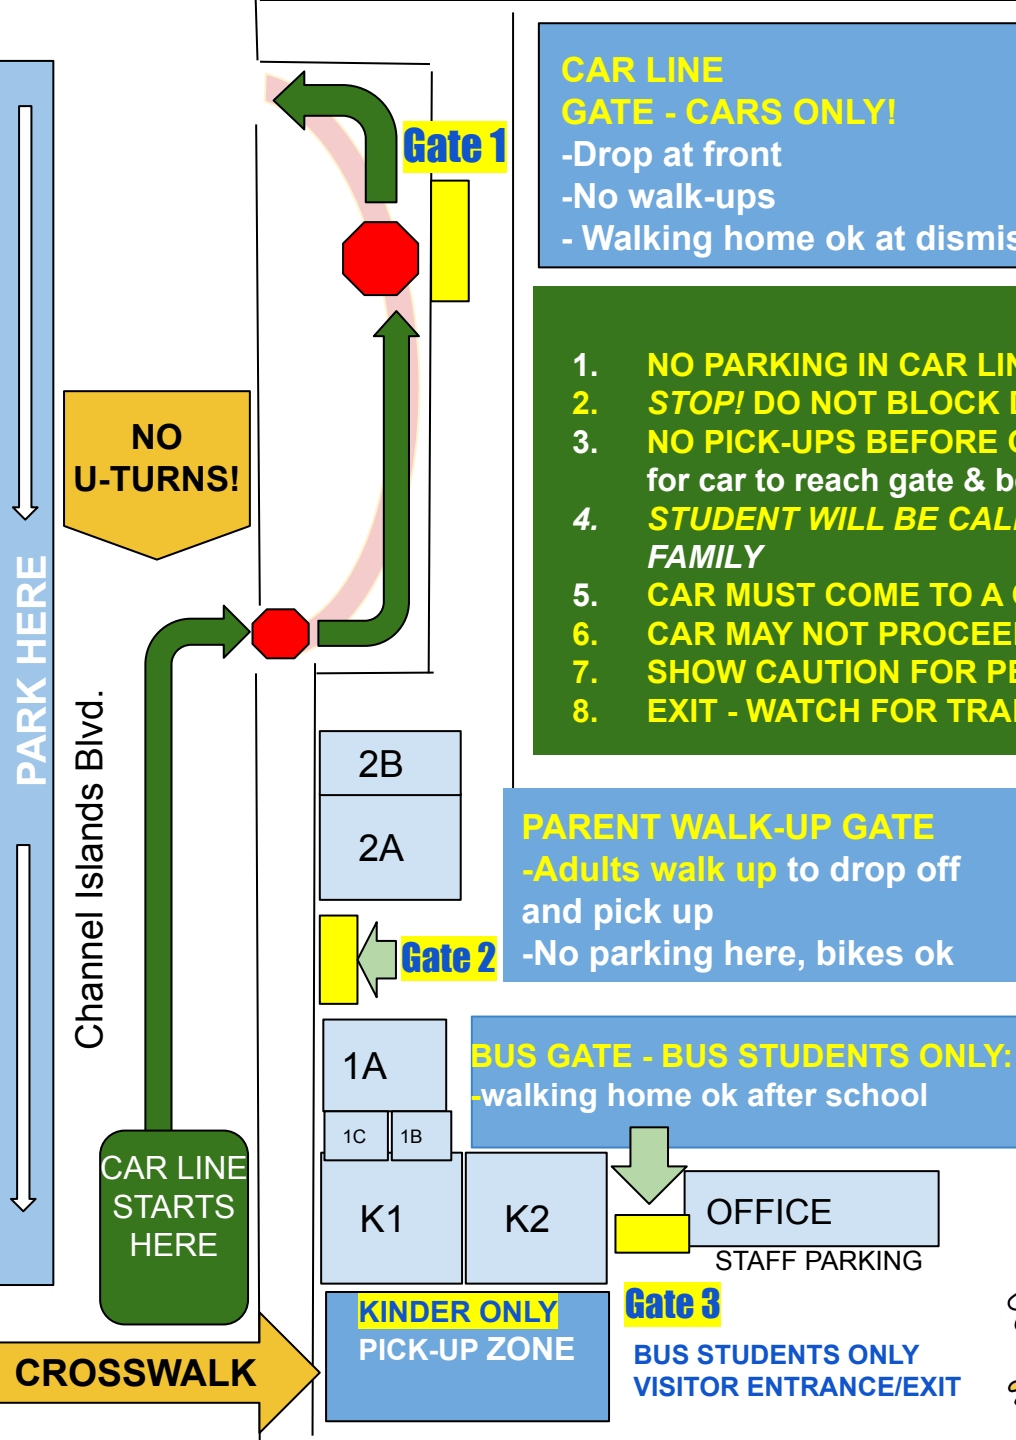 CAR LINE
GATE - CARS ONLY!
-Drop at front
-No walk-ups
- Walking home ok at
Gate 1
1. NO PARKING IN CAR
2. STOP! DO NOT BLOCK
3. NO PICK-UPS BEFORE
for car to reach gate &
4. STUDENT WILL BE
FAMILY
5. CAR MUST COME TO A
6. CAR MAY NOT
7. SHOW CAUTION FOR
8. EXIT - WATCH FOR
NO
U-TURNS!
PARK HERE
Channel Islands Blvd.
2B
2A
PARENT WALK-UP GATE
-Adults walk up to drop off
and pick up
-No parking here, bikes ok
Gate 2
1A
BUS GATE - BUS STUDENTS ONLY:
-walking home ok after school
1C
1B
K1
K2
OFFICE
STAFF PARKING
CAR LINE
STARTS
HERE
Gate 3
KINDER ONLY
PICK-UP ZONE
BUS STUDENTS ONLY
VISITOR ENTRANCE/EXIT
CROSSWALK